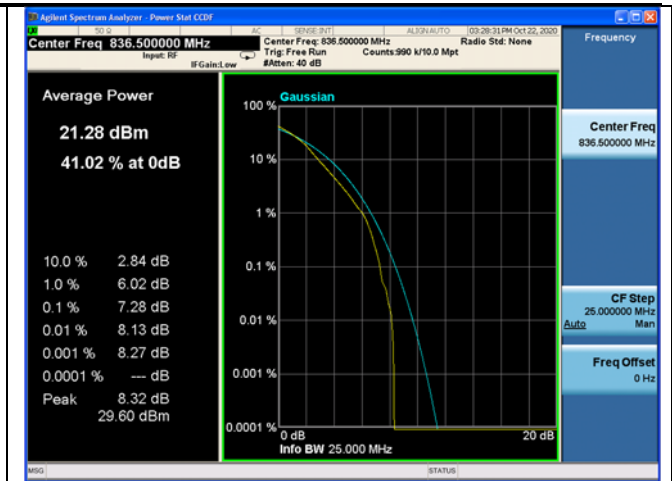 Agilent Spectrum Analyzer - Power Stat CCDF
50 Ω AC SENSE:INT ALIGN AUTO 03:28:31 PM Oct 22, 2020
Center Freq 836.500000 MHz
Input: RF
IFGain:Low
Center Freq: 836.500000 MHz
Radio Std: None
Trig: Free Run
Counts:990 k/10.0 Mpt
#Atten: 40 dB
Frequency
Average Power
21.28 dBm
41.02 % at 0dB
10.0 % 2.84 dB
1.0 % 6.02 dB
0.1 % 7.28 dB
0.01 % 8.13 dB
0.001 % 8.27 dB
0.0001 % --- dB
Peak 8.32 dB
29.60 dBm
Gaussian
100 %
10 %
1 %
0.1 %
0.01 %
0.001 %
0.0001 %
0 dB 20 dB
Info BW 25.000 MHz
Center Freq
836.500000 MHz
CF Step
25.000000 MHz
Auto Man
Freq Offset
0 Hz
MSG STATUS